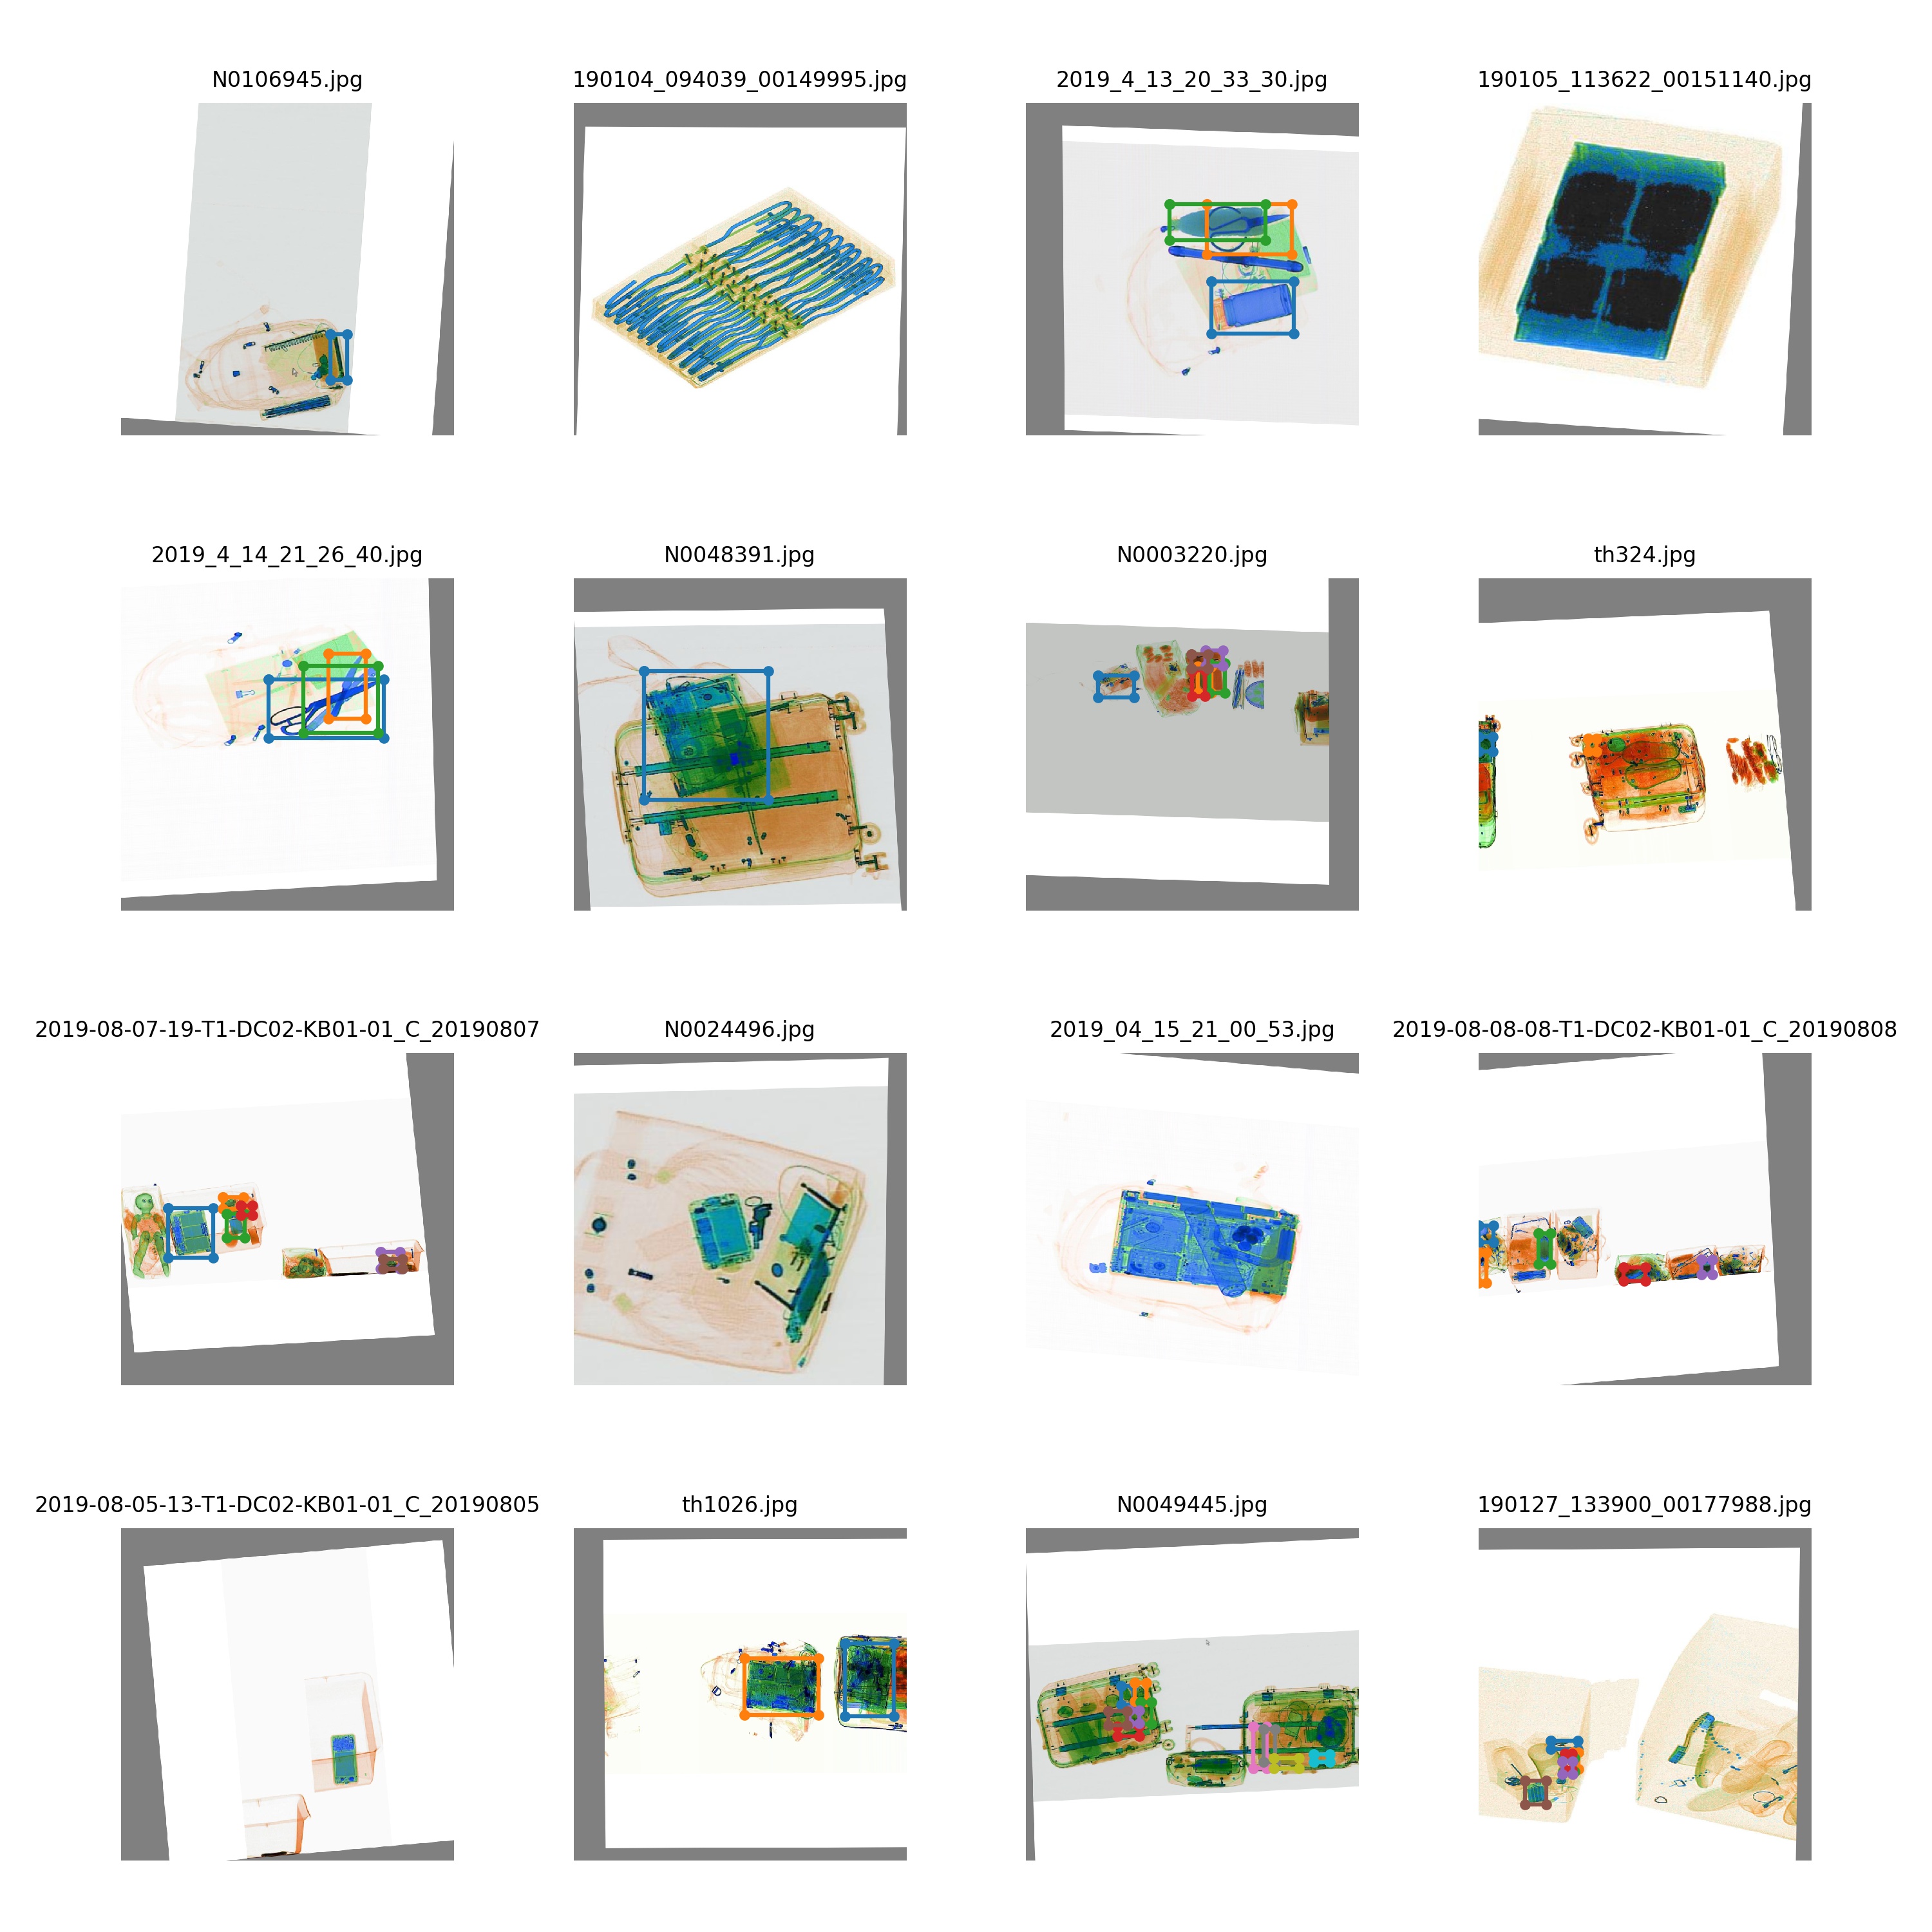 N0106945.jpg
190104_094039_00149995.jpg
2019_4_13_20_33_30.jpg
190105_113622_00151140.jpg
2019_4_14_21_26_40.jpg
N0048391.jpg
N0003220.jpg
th324.jpg
2019-08-07-19-T1-DC02-KB01-01_C_20190807
N0024496.jpg
2019_04_15_21_00_53.jpg
2019-08-08-08-T1-DC02-KB01-01_C_20190808
2019-08-05-13-T1-DC02-KB01-01_C_20190805
th1026.jpg
N0049445.jpg
190127_133900_00177988.jpg